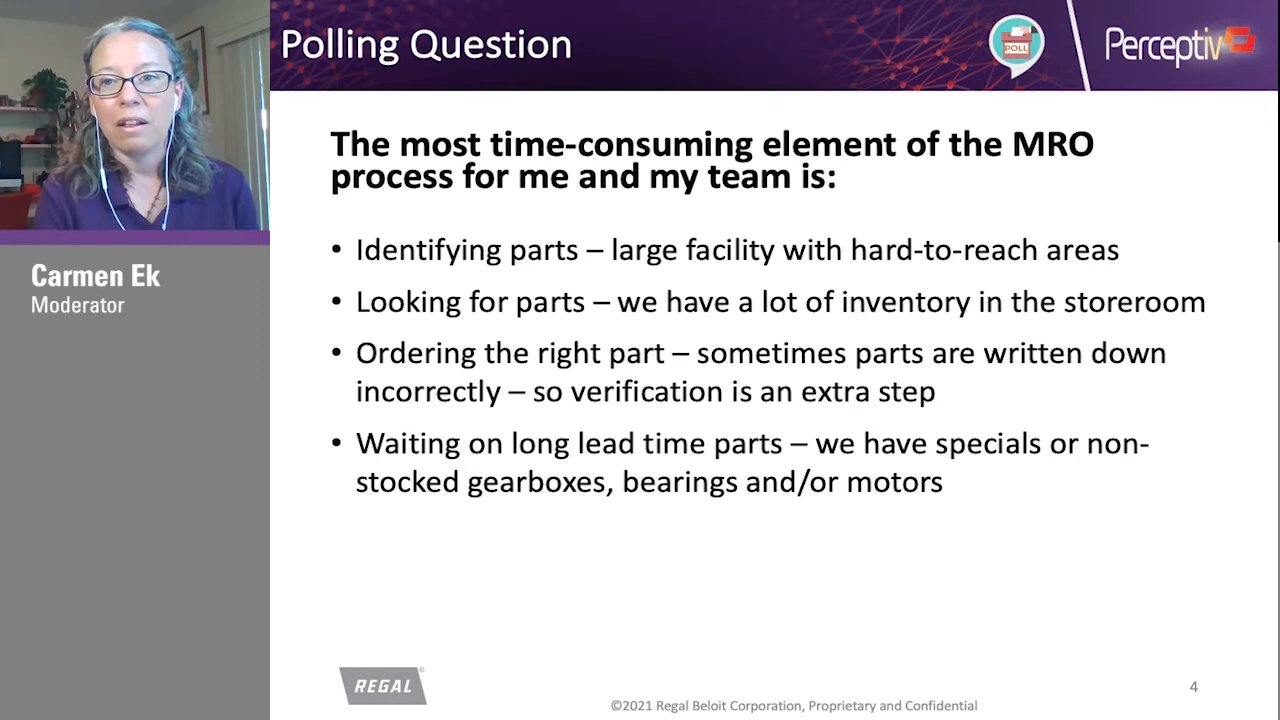 Polling Question
POLL
Perceptiv
Carmen Ek
Moderator
The most time-consuming element of the MRO
process for me and my team is:
• Identifying parts – large facility with hard-to-reach areas
• Looking for parts – we have a lot of inventory in the storeroom
• Ordering the right part – sometimes parts are written down
incorrectly – so verification is an extra step
• Waiting on long lead time parts – we have specials or non-
stocked gearboxes, bearings and/or motors
REGAL®
©2021 Regal Beloit Corporation, Proprietary and Confidential
4